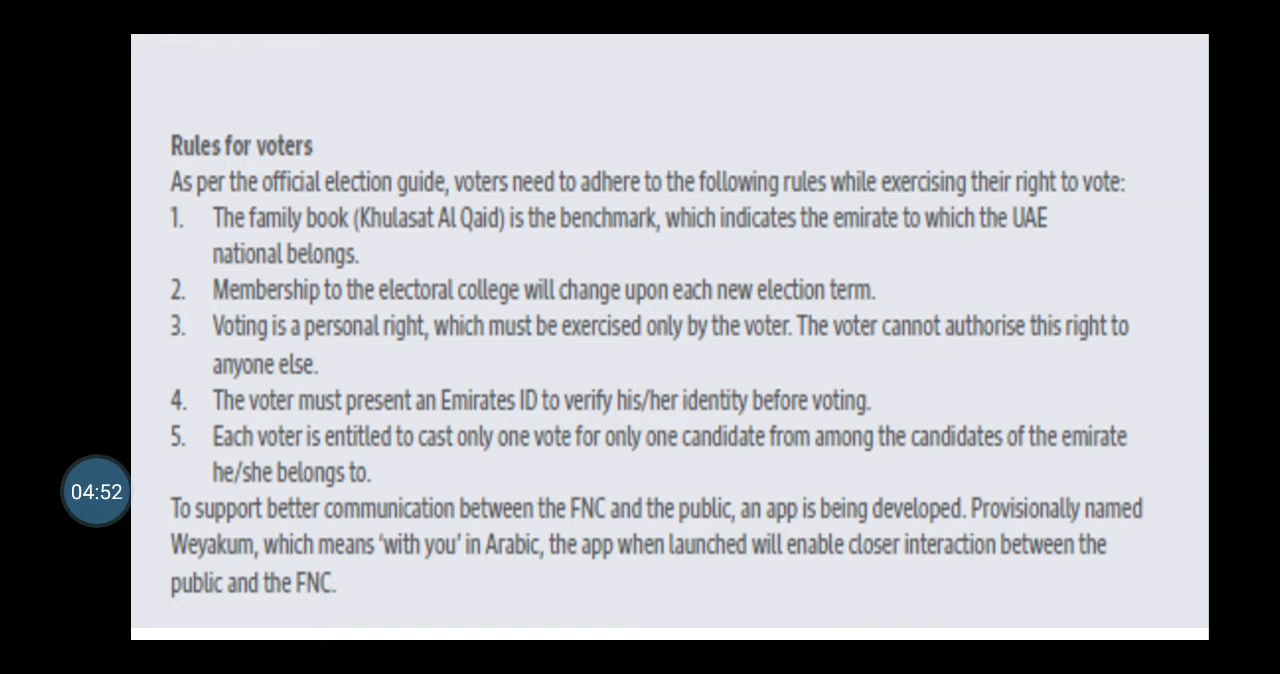 Rules for voters
As per the official election guide, voters need to adhere to the following rules while exercising their right to vote:
1. The family book (Khulasat Al Qaid) is the benchmark, which indicates the emirate to which the UAE
national belongs.
2. Membership to the electoral college will change upon each new election term.
3. Voting is a personal right, which must be exercised only by the voter. The voter cannot authorise this right to
anyone else.
4. The voter must present an Emirates ID to verify his/her identity before voting.
5. Each voter is entitled to cast only one vote for only one candidate from among the candidates of the emirate
he/she belongs to.
04:52
To support better communication between the FNC and the public, an app is being developed. Provisionally named
Weyakum, which means ‘with you’ in Arabic, the app when launched will enable closer interaction between the
public and the FNC.